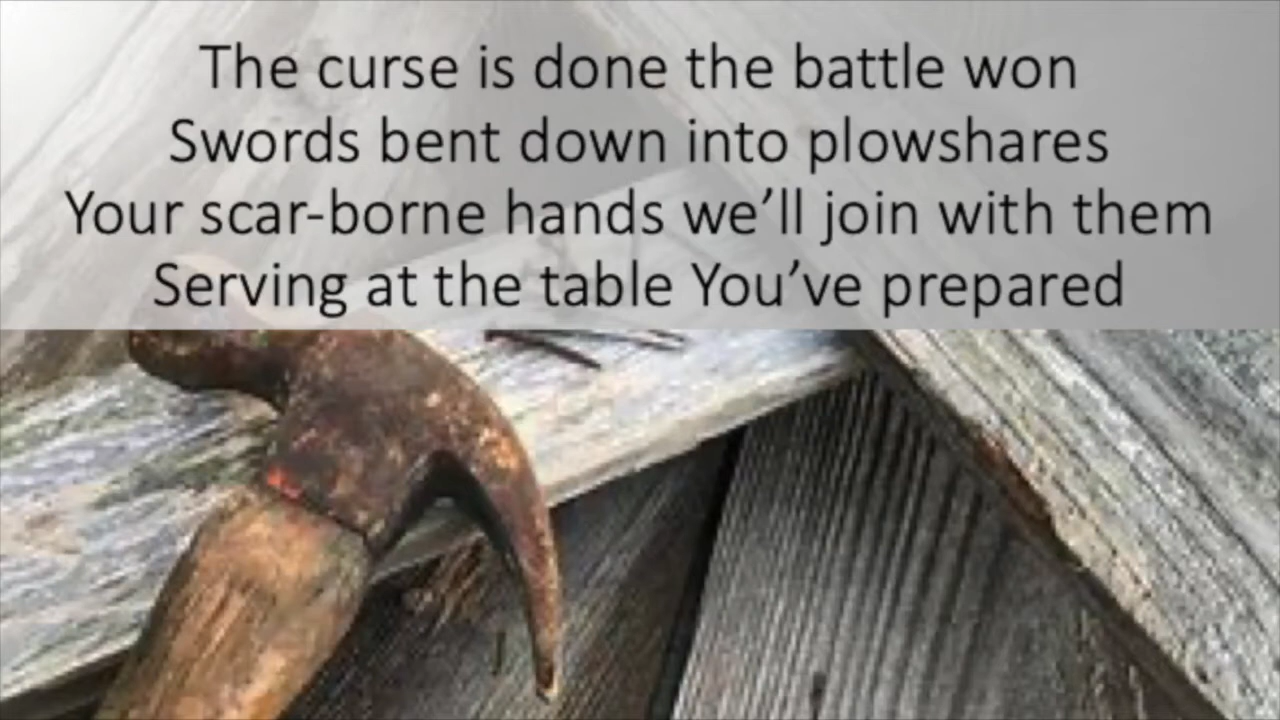 The curse is done the battle won
Swords bent down into plowshares
Your scar-borne hands we’ll join with them
Serving at the table You’ve prepared